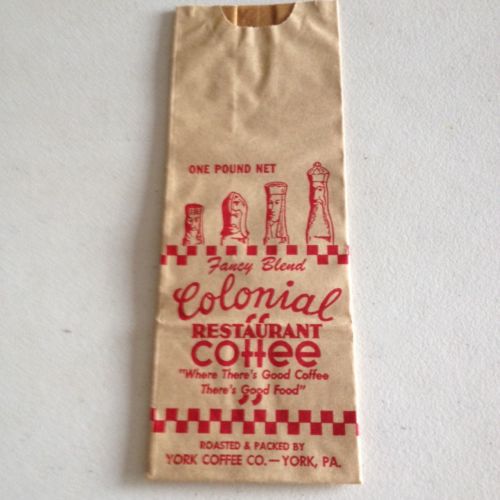 ONE POUND NET
Fancy Blend
Colonial
RESTAURANT
coffee
"Where There's Good Coffee
There's Good Food"
ROASTED & PACKED BY
YORK COFFEE CO.—YORK, PA.